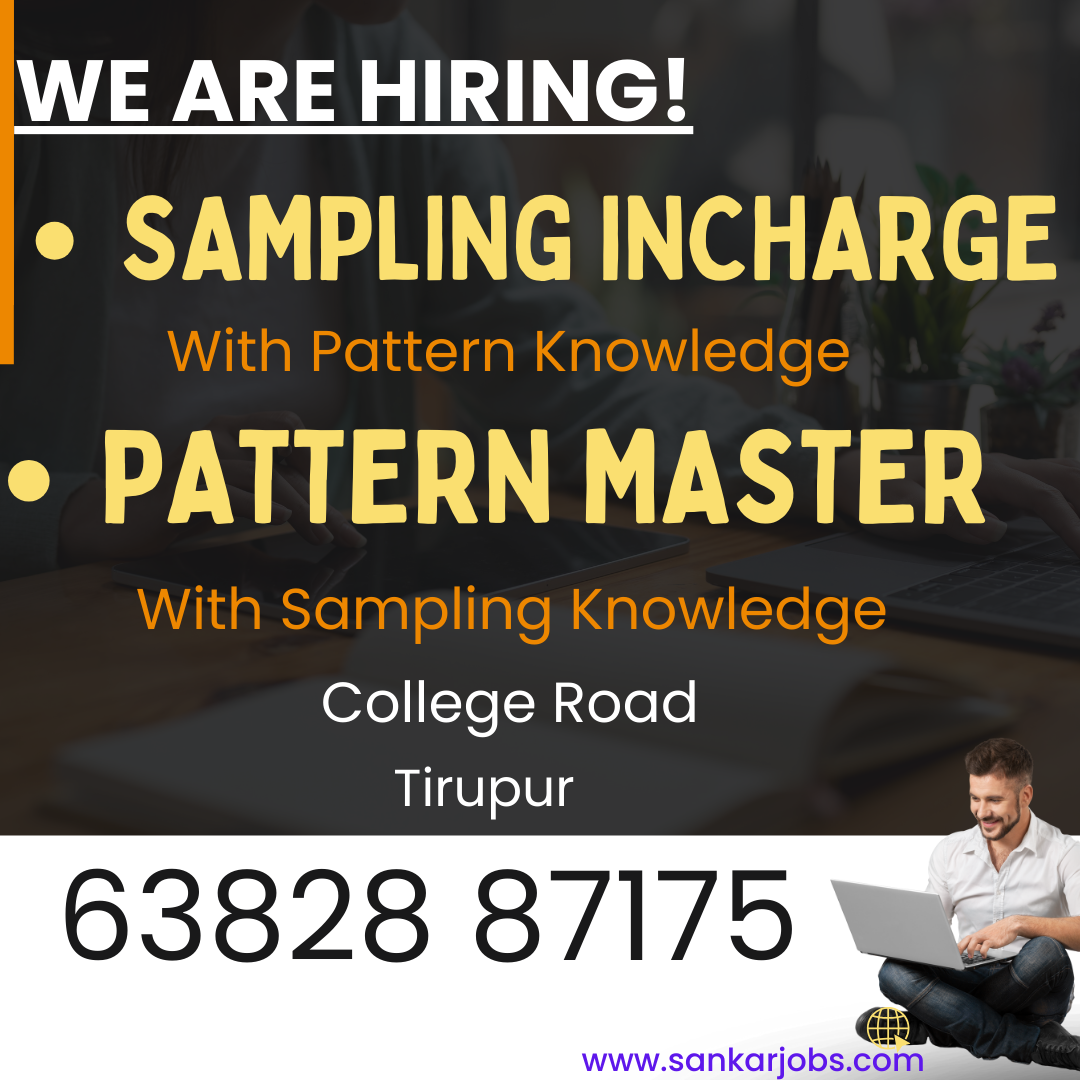 WE ARE HIRING!
• SAMPLING INCHARGE
With Pattern Knowledge
• PATTERN MASTER
With Sampling Knowledge
College Road
Tirupur
63828 87175
www.sankarjobs.com